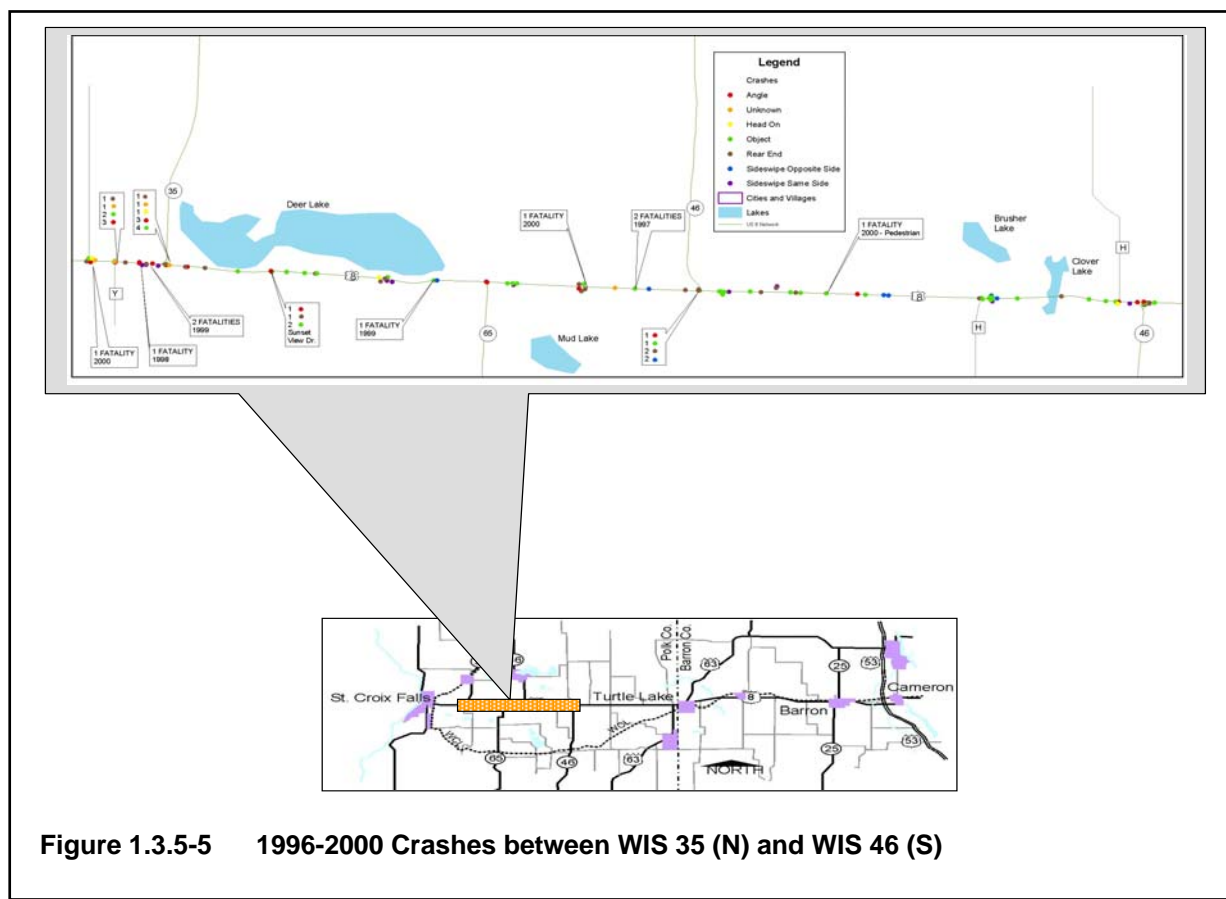 Legend
Crashes
Angle
Unknown
Head On
Object
Rear End
Sideswipe Opposite Side
Sideswipe Same Side
Cities and Villages
Lakes
US 8 Network
35
Deer Lake
1
1
2
3
1
1
1
3
4
1 FATALITY
2000
2 FATALITIES
1997
46
1 FATALITY
2000 - Pedestrian
Brusher
Lake
H
Clover
Lake
8
8
Y
1 FATALITY
2000
1 FATALITY
1998
2 FATALITIES
1999
1
1
2
Sunset
View Dr.
1 FATALITY
1999
65
Mud Lake
1
1
2
2
H
46
St. Croix Falls
Turtle Lake
Polk Co.
Barron Co.
63
8
25
53
Cameron
Barron
WCL
65
46
63
25
53
NORTH
Figure 1.3.5-5 1996-2000 Crashes between WIS 35 (N) and WIS 46 (S)